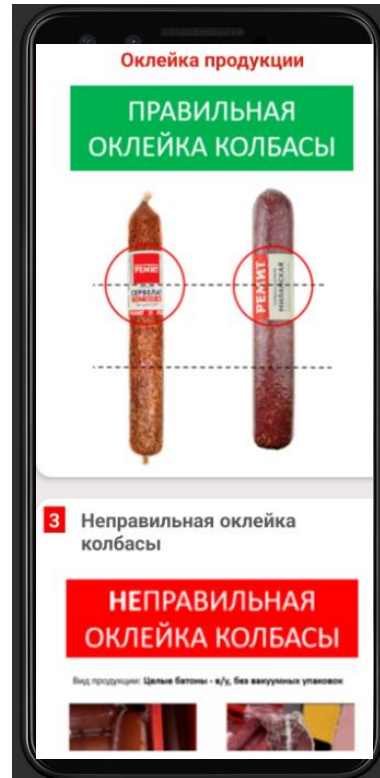 Оклейка продукции
ПРАВИЛЬНАЯ
ОКЛЕЙКА КОЛБАСЫ
РЕМИТ
СЕРВЕЛАТ
РЕМИТ
МИЛАНСКАЯ
3 Неправильная оклейка
колбасы
НЕПРАВИЛЬНАЯ
ОКЛЕЙКА КОЛБАСЫ
Вид продукции: Целые батоны - в/у, без вакуумных упаковок